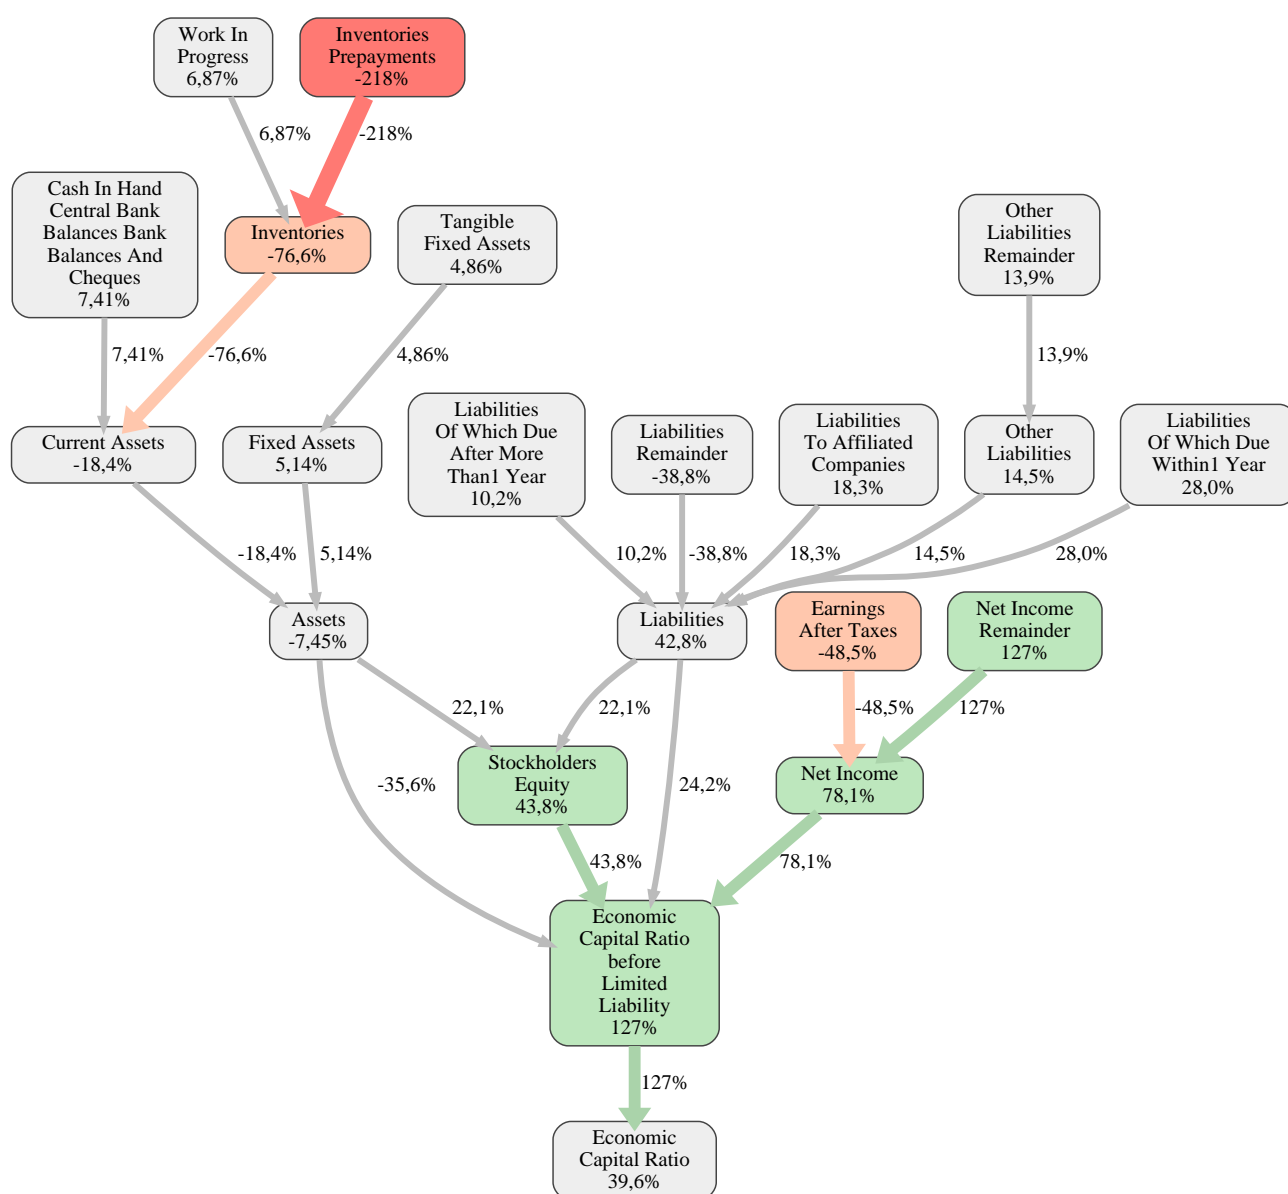 Work In
Progress
6,87%
Inventories
Prepayments
-218%
6,87%
-218%
Cash In Hand
Central Bank
Balances Bank
Balances And
Cheques
7,41%
Inventories
-76,6%
Tangible
Fixed Assets
4,86%
Other
Liabilities
Remainder
13,9%
7,41%
-76,6%
4,86%
13,9%
Current Assets
-18,4%
Fixed Assets
5,14%
Liabilities
Of Which Due
After More
Than1 Year
10,2%
Liabilities
Remainder
-38,8%
Liabilities
To Affiliated
Companies
18,3%
Other
Liabilities
14,5%
Liabilities
Of Which Due
Within1 Year
28,0%
-18,4%
5,14%
10,2%
-38,8%
18,3%
14,5%
28,0%
Assets
-7,45%
Liabilities
42,8%
Earnings
After Taxes
-48,5%
Net Income
Remainder
127%
22,1%
22,1%
-48,5%
127%
-35,6%
Stockholders
Equity
43,8%
24,2%
Net Income
78,1%
43,8%
78,1%
Economic
Capital Ratio
before
Limited
Liability
127%
127%
Economic
Capital Ratio
39,6%